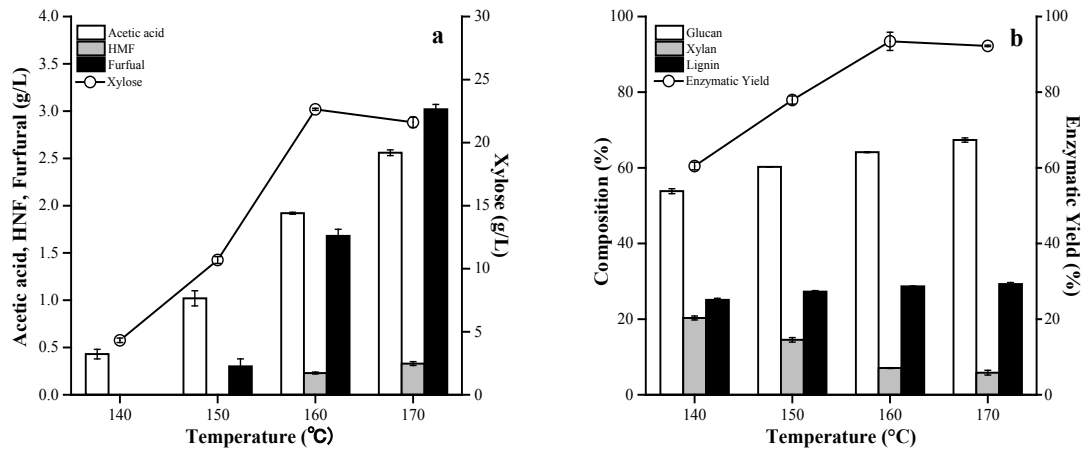 Acetic acid
HMF
Furfual
Xylose
a
4.0
3.5
3.0
2.5
2.0
1.5
1.0
0.5
0.0
30
25
20
15
10
5
0
140
150
160
170
Acetic acid, HNF, Furfural (g/L)
Xylose (g/L)
Temperature (℃)
Glucan
Xylan
Lignin
Enzymatic Yield
b
100
80
60
40
20
0
100
80
60
40
20
0
140
150
160
170
Composition (%)
Enzymatic Yield (%)
Temperature (°C)